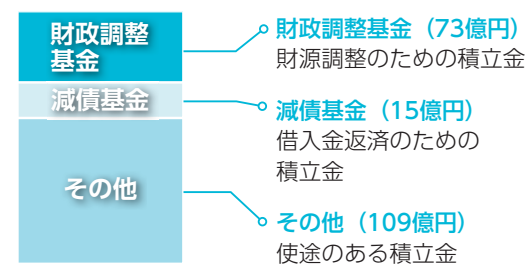 財政調整
基金
減債基金
その他
財政調整基金（73億円）
財源調整のための積立金
減債基金（15億円）
借入金返済のための
積立金
その他（109億円）
使途のある積立金